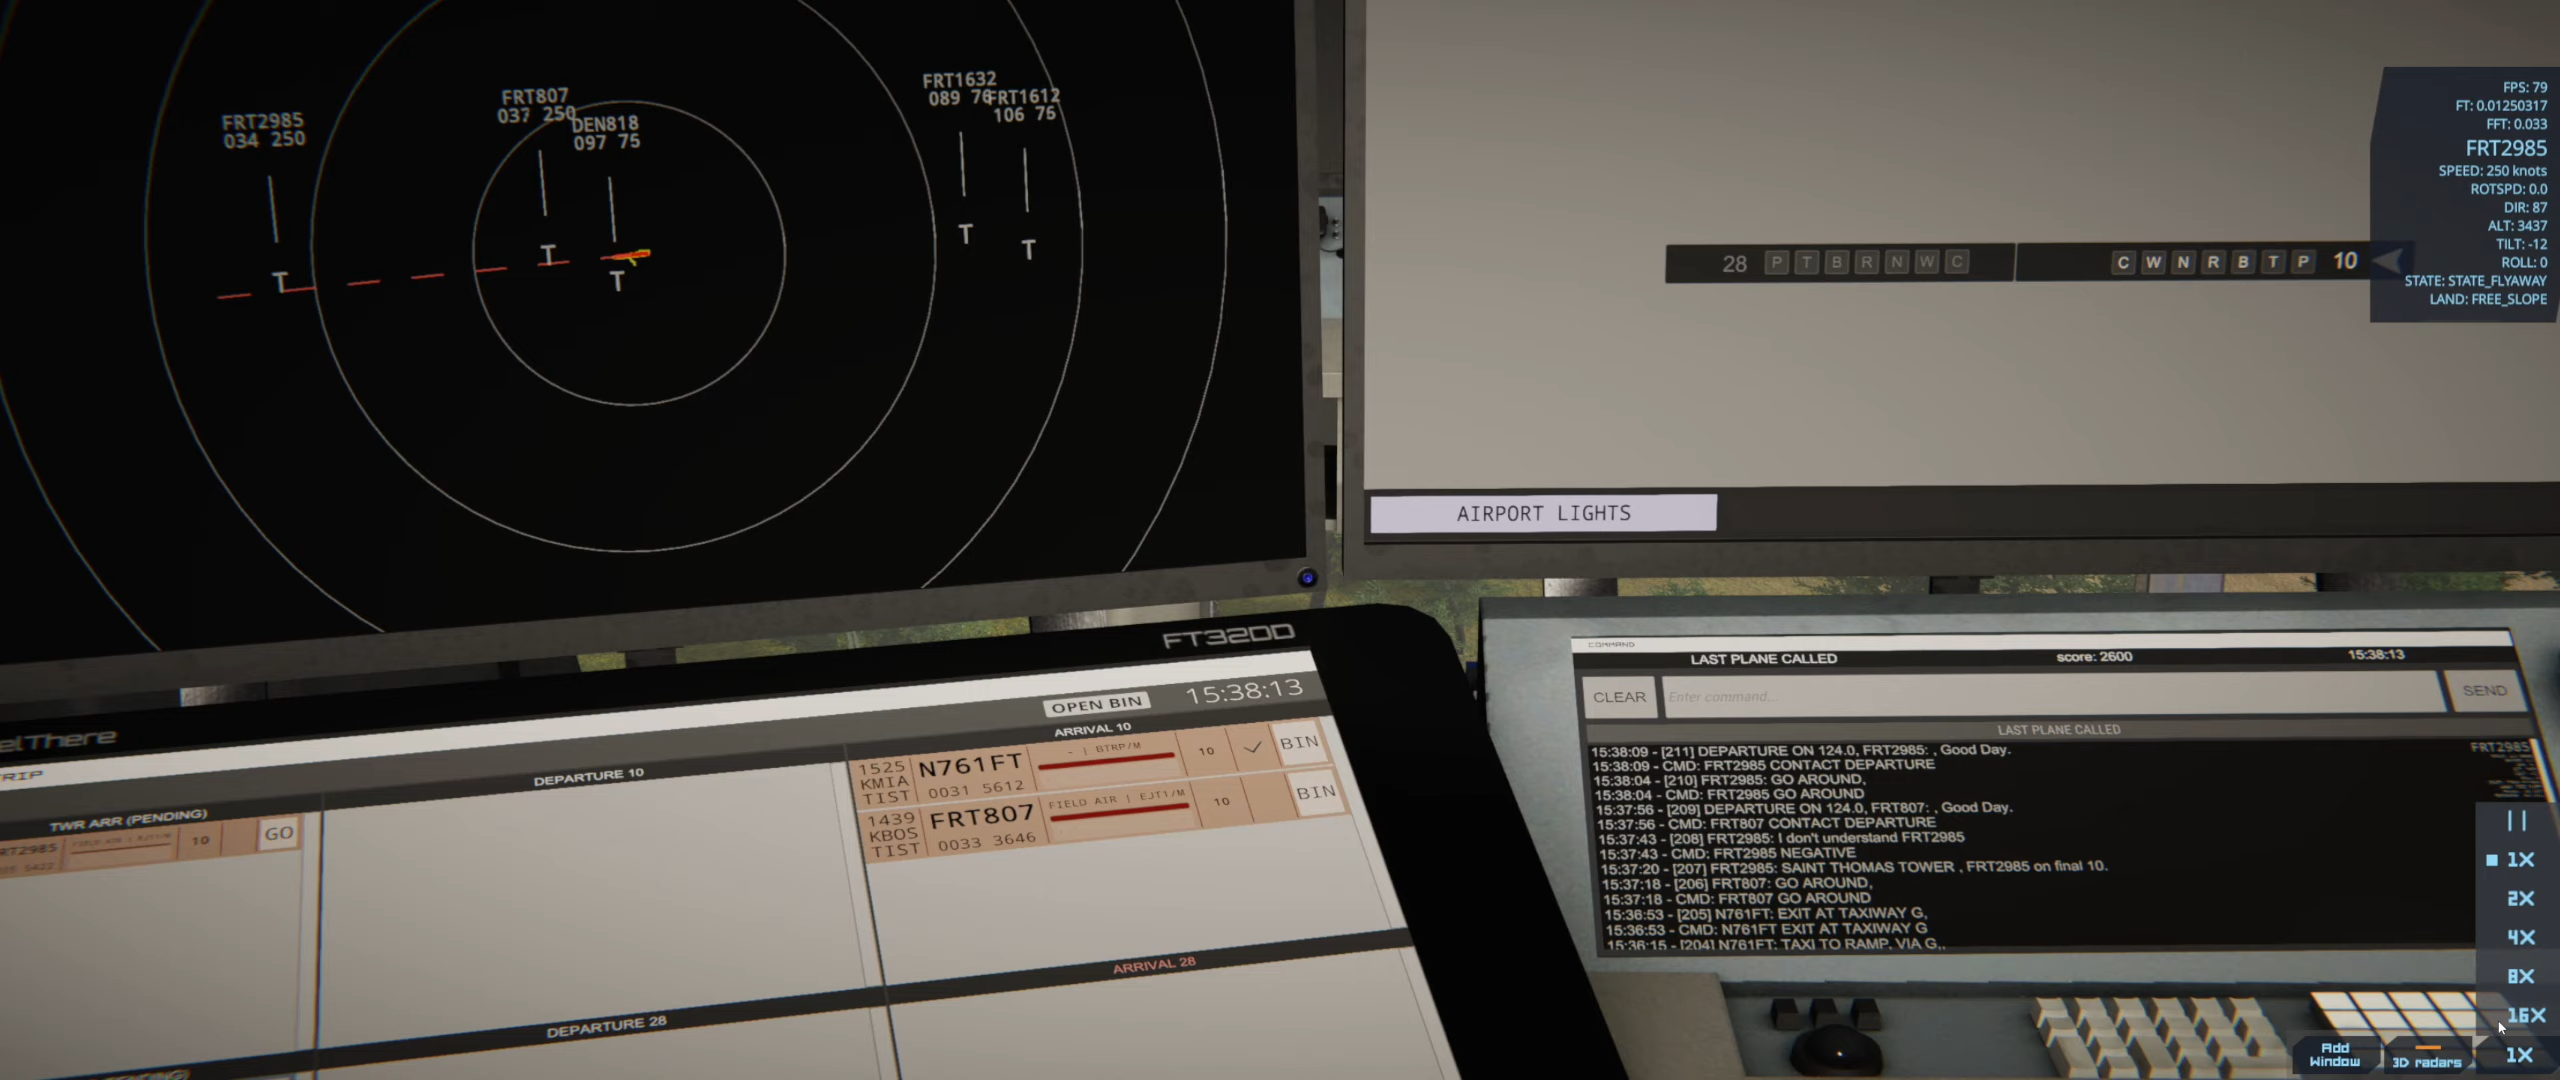 FRT2985
034 250
FRT807
037 250
DEN818
097 75
FRT1632
089 76
FRT1612
106 75
T
T
T
T
T
28 P T B R N W C
C W N R B T P 10
AIRPORT LIGHTS
FPS: 79
FT: 0.01250317
FFT: 0.033
FRT2985
SPEED: 250 knots
ROTSPD: 0.0
DIR: 87
ALT: 3437
TILT: -12
ROLL: 0
STATE: STATE_FLYAWAY
LAND: FREE_SLOPE
FT320D
elThere
RIP
OPEN BIN 15:38:13
TWR ARR (PENDING)
RT2985
10
GO
DEPARTURE 10
ARRIVAL 10
1525
KMIA
TIST
N761FT
0031 5612
- | BTRP/M
10
BIN
1439
KBOS
TIST
FRT807
0033 3646
FIELD AIR | EJT1/M
10
BIN
DEPARTURE 28
ARRIVAL 28
COMMAND
LAST PLANE CALLED score: 2600 15:38:13
CLEAR Enter command... SEND
LAST PLANE CALLED
FRT2985
15:38:09 - [211] DEPARTURE ON 124.0, FRT2985: , Good Day.
15:38:09 - CMD: FRT2985 CONTACT DEPARTURE
15:38:04 - [210] FRT2985: GO AROUND,
15:38:04 - CMD: FRT2985 GO AROUND
15:37:56 - [209] DEPARTURE ON 124.0, FRT807: , Good Day.
15:37:56 - CMD: FRT807 CONTACT DEPARTURE
15:37:43 - [208] FRT2985: I don't understand FRT2985
15:37:43 - CMD: FRT2985 NEGATIVE
15:37:20 - [207] FRT2985: SAINT THOMAS TOWER , FRT2985 on final 10.
15:37:18 - [206] FRT807: GO AROUND,
15:37:18 - CMD: FRT807 GO AROUND
15:36:53 - [205] N761FT: EXIT AT TAXIWAY G,
15:36:53 - CMD: N761FT EXIT AT TAXIWAY G
15:36:15 - [204] N761FT: TAXI TO RAMP, VIA G,.
1X
2X
4X
8X
16X
Add Window
3D radars
1X